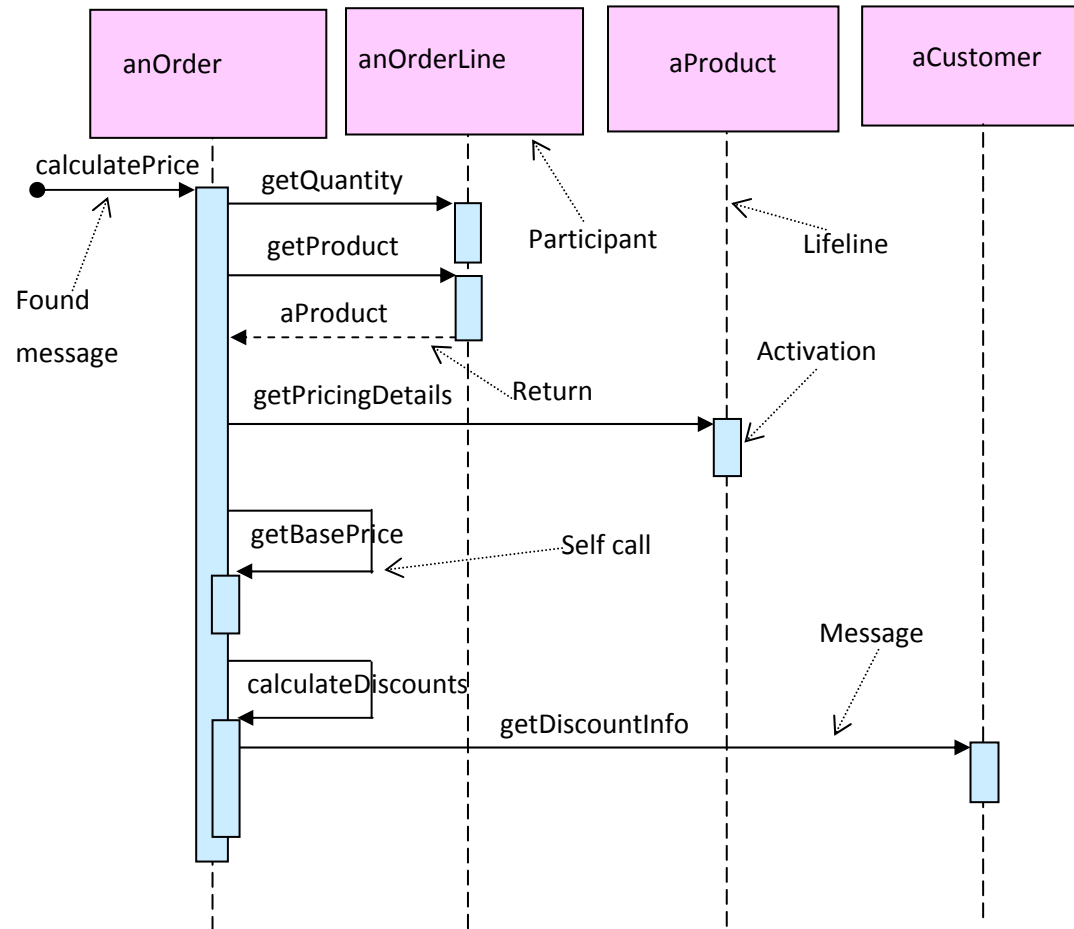 anOrder
anOrderLine
aProduct
aCustomer
calculatePrice
getQuantity
Participant
Lifeline
getProduct
Found
message
aProduct
Activation
Return
getPricingDetails
getBasePrice
Self call
Message
calculateDiscounts
getDiscountInfo